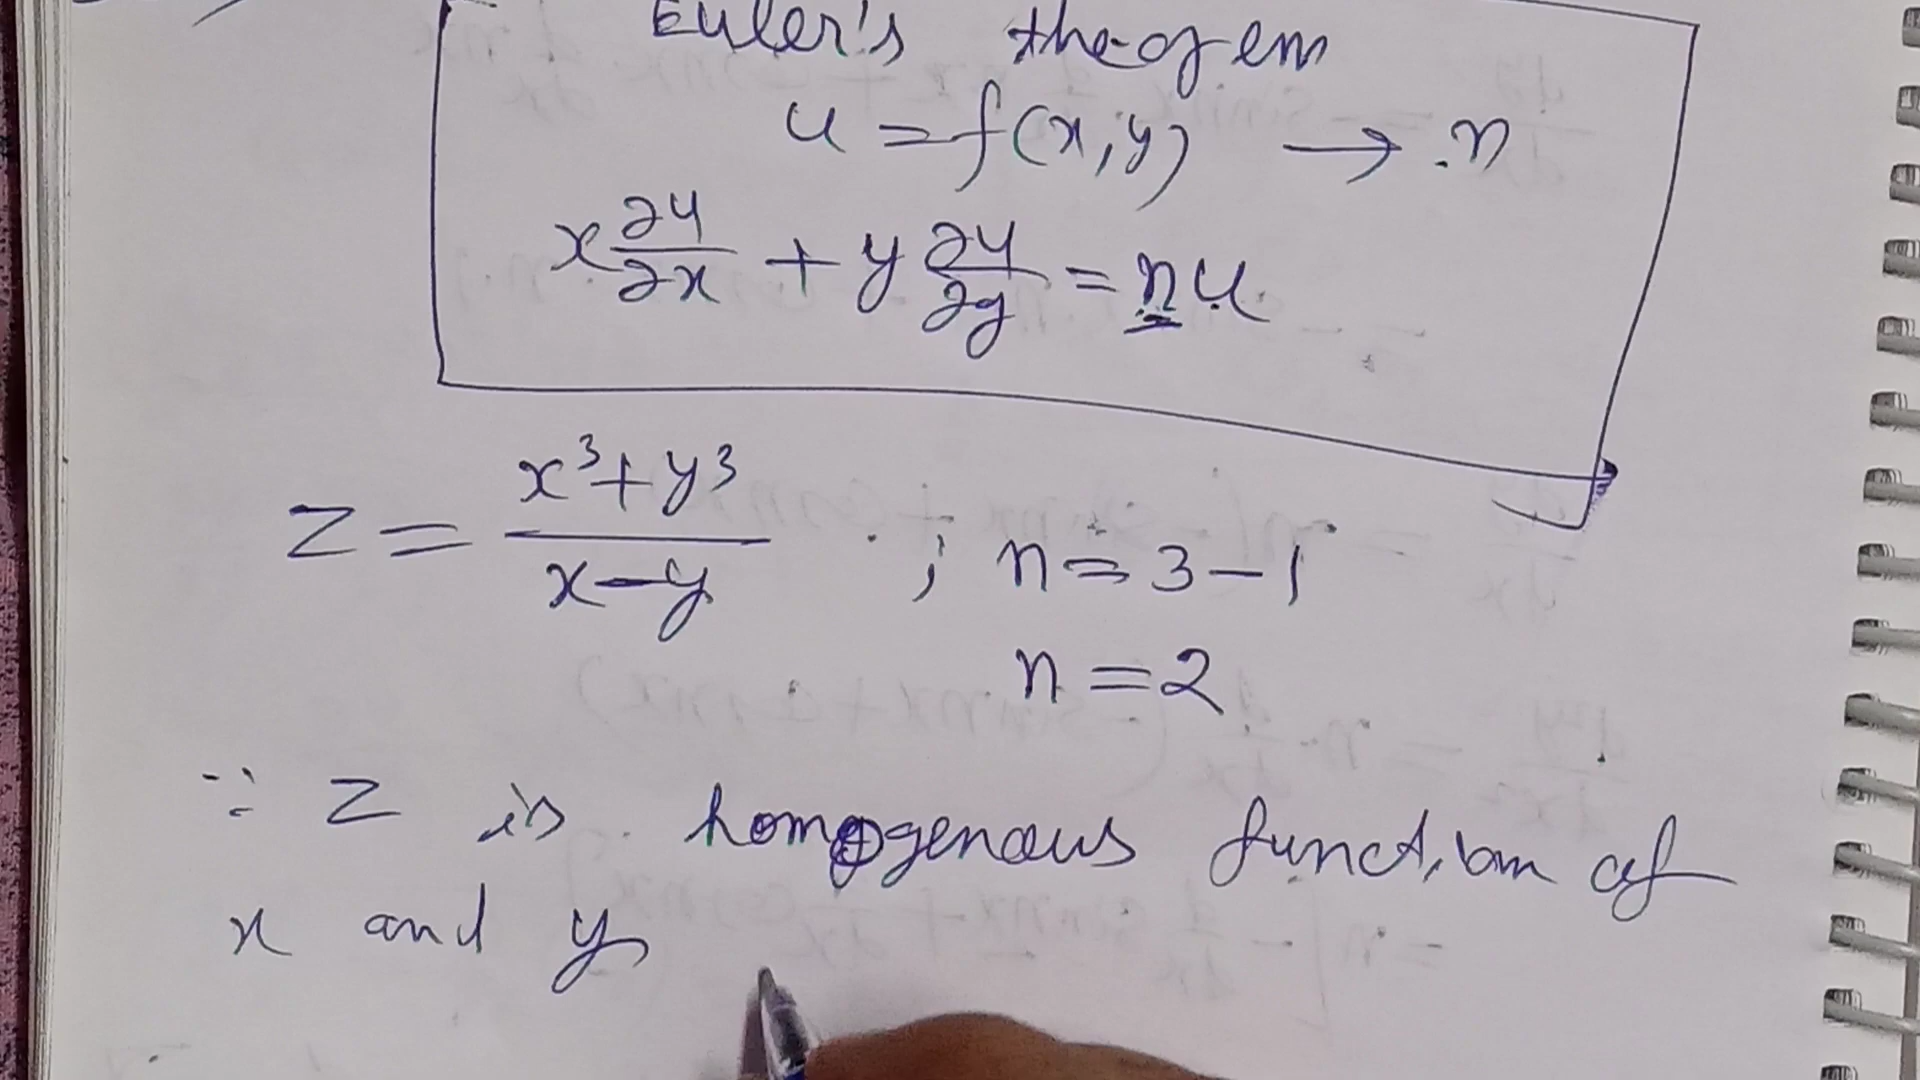 Euler's theorem
u = f(x,y) → n
x ∂u/∂x + y ∂u/∂y = nu
z = (x³+y³)/(x-y) ; n = 3-1
n = 2
∵ z is homogenous function of
x and y